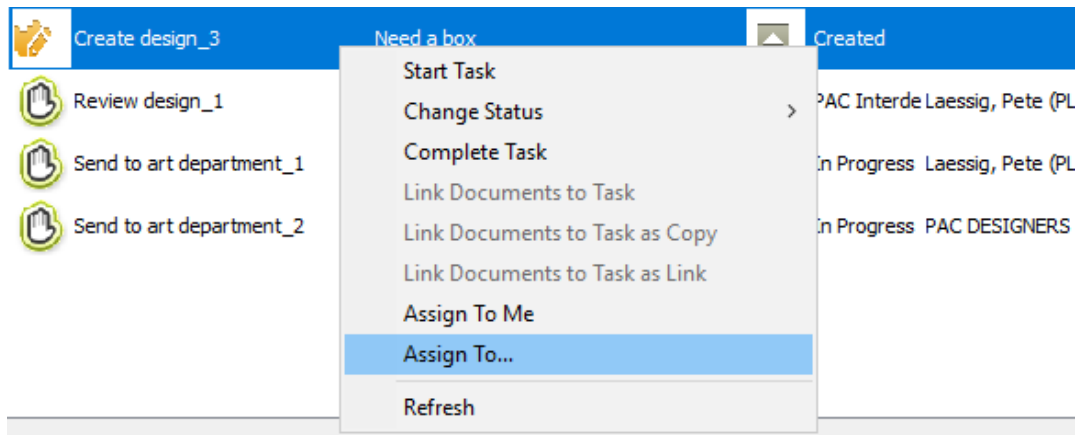 Create design_3 Need a box Created
Start Task
Review design_1 PAC Interde Laessig, Pete (PL
Change Status
Complete Task
Send to art department_1 In Progress Laessig, Pete (PL
Link Documents to Task
Send to art department_2 In Progress PAC DESIGNERS
Link Documents to Task as Copy
Link Documents to Task as Link
Assign To Me
Assign To...
Refresh